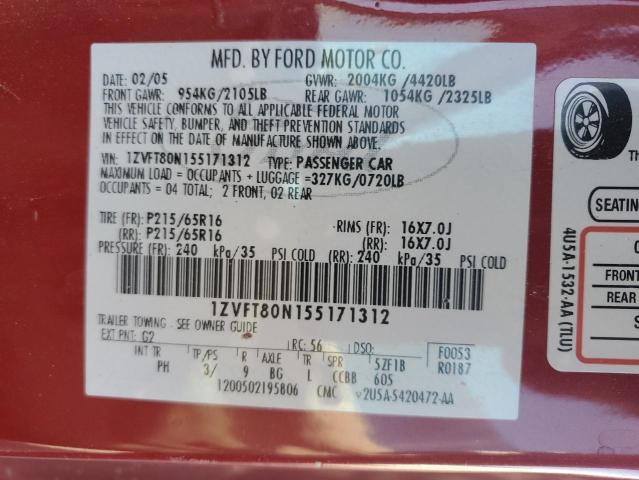 MFD. BY FORD MOTOR CO.
DATE: 02/05 GVWR: 2004KG /4420LB
FRONT GAWR: 954KG/2105LB REAR GAWR: 1054KG /2325LB
THIS VEHICLE CONFORMS TO ALL APPLICABLE FEDERAL MOTOR
VEHICLE SAFETY, BUMPER, AND THEFT PREVENTION STANDARDS
IN EFFECT ON THE DATE OF MANUFACTURE SHOWN ABOVE.
VIN: 1ZVFT80N155171312 TYPE: PASSENGER CAR
MAXIMUM LOAD = OCCUPANTS + LUGGAGE =327KG/0720LB
OCCUPANTS = 04 TOTAL; 2 FRONT, 02 REAR
TIRE (FR): P215/65R16 RIMS (FR): 16X7.0J
(RR): P215/65R16 (RR): 16X7.0J
PRESSURE (FR): 240 kPa/35 PSI COLD (RR): 240 kPa/35 PSI COLD
1ZVFT80N155171312
TRAILER TOWING - SEE OWNER GUIDE
EXT PNT: G2 RC: 56 DSO: F0053
INT TR TP/PS R AXLE TR SPR 5ZF1B R0187
PH 3/ 9 BG L CCBB 605
1200502195806 CMC V2U5A-5420472-AA
SEATING
FRONT
REAR
4U5A-1532-AA (TU)